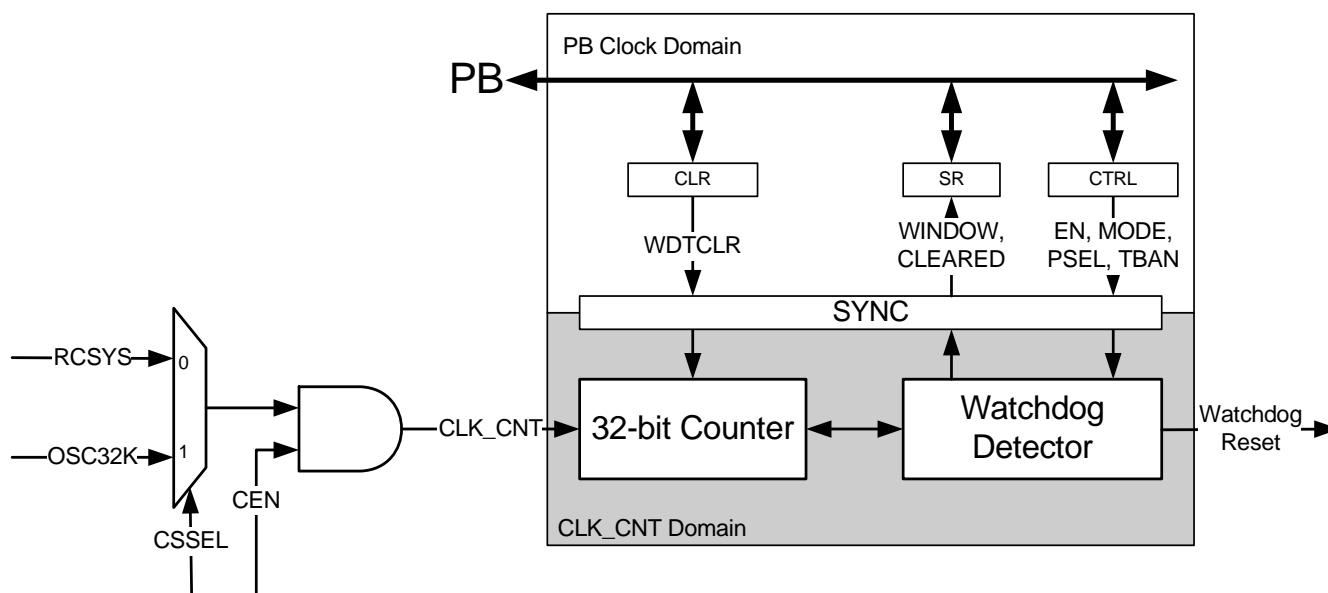 PB Clock Domain
PB
CLR
SR
CTRL
WDTCLR
WINDOW,
CLEARED
EN, MODE,
PSEL, TBAN
SYNC
RCSYS
0
OSC32K
1
CSSEL
CEN
CLK_CNT
32-bit Counter
Watchdog
Detector
Watchdog
Reset
CLK_CNT Domain